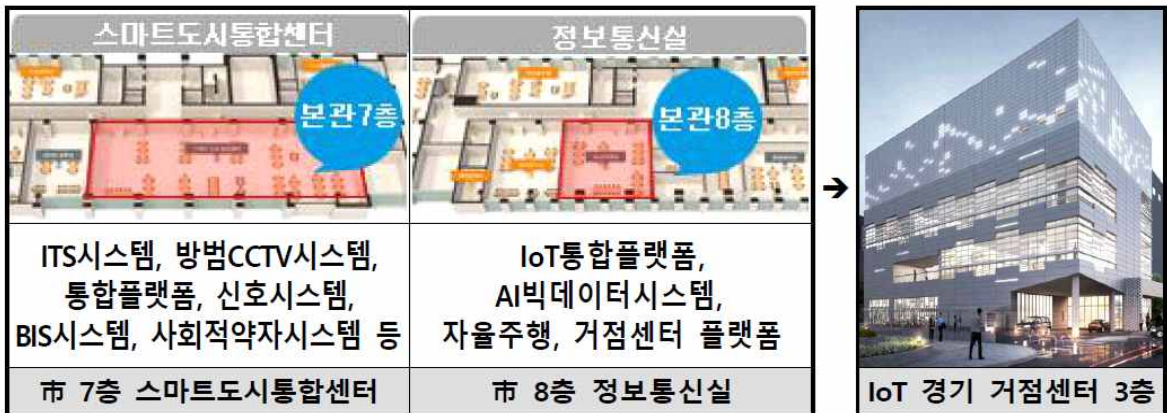 스마트도시통합센터
정보통신실
본관7층
본관8층
ITS시스템, 방범CCTV시스템,
통합플랫폼, 신호시스템,
BIS시스템, 사회적약자시스템 등
IoT통합플랫폼,
AI빅데이터시스템,
자율주행, 거점센터 플랫폼
➔
市 7층 스마트도시통합센터
市 8층 정보통신실
IoT 경기 거점센터 3층